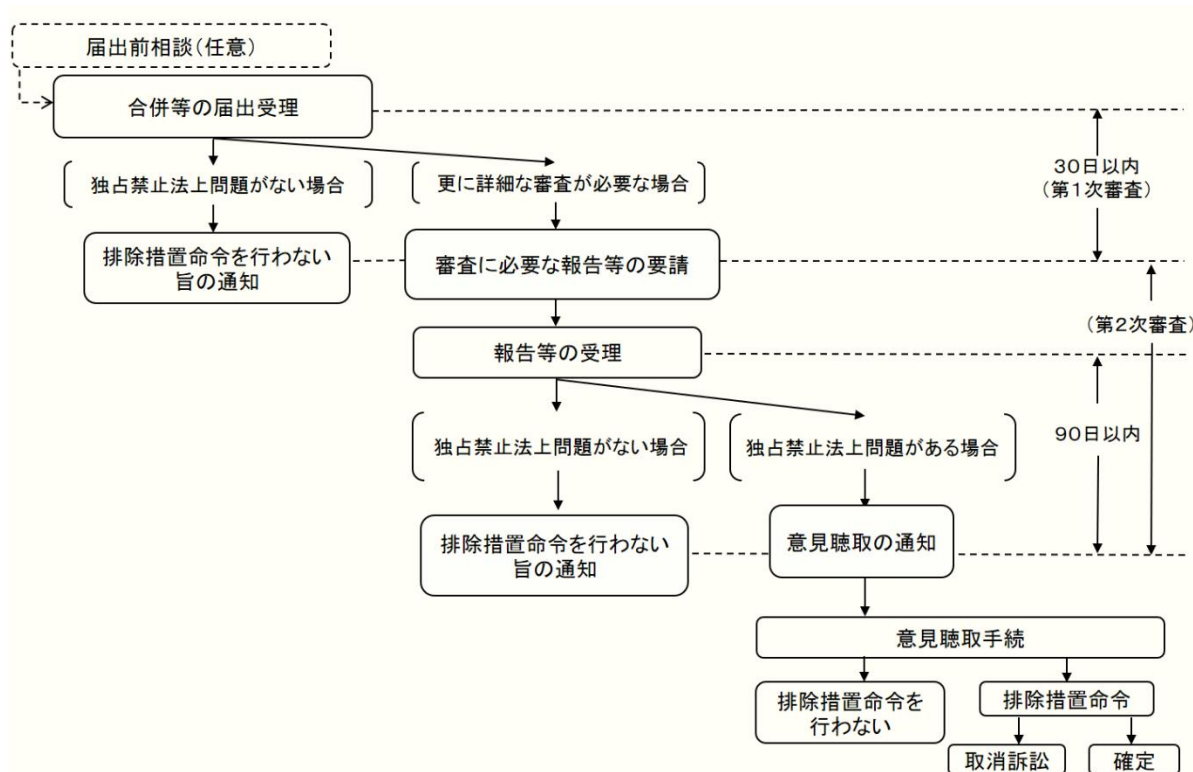 届出前相談（任意）
合併等の届出受理
独占禁止法上問題がない場合
更に詳細な審査が必要な場合
30日以内
（第1次審査）
排除措置命令を行わない
旨の通知
審査に必要な報告等の要請
（第2次審査）
報告等の受理
独占禁止法上問題がない場合
独占禁止法上問題がある場合
90日以内
排除措置命令を行わない
旨の通知
意見聴取の通知
意見聴取手続
排除措置命令を
行わない
排除措置命令
取消訴訟
確定